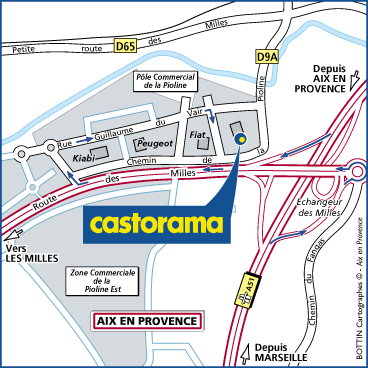 Petite route des Milles
D65
D9A
Depuis
AIX EN
PROVENCE
Pôle Commercial
de la Pioline
Pioline
la
de
Chemin
Rue Guillaume du Vair
Kiabi
Peugeot
Fiat
Route des Milles
castorama
Echangeur
des Milles
Vers
LES MILLES
Zone Commerciale
de la
Pioline Est
A51
Chemin du Fangas
AIX EN PROVENCE
Depuis
MARSEILLE
BOTTIN Cartographes © - Aix en Provence